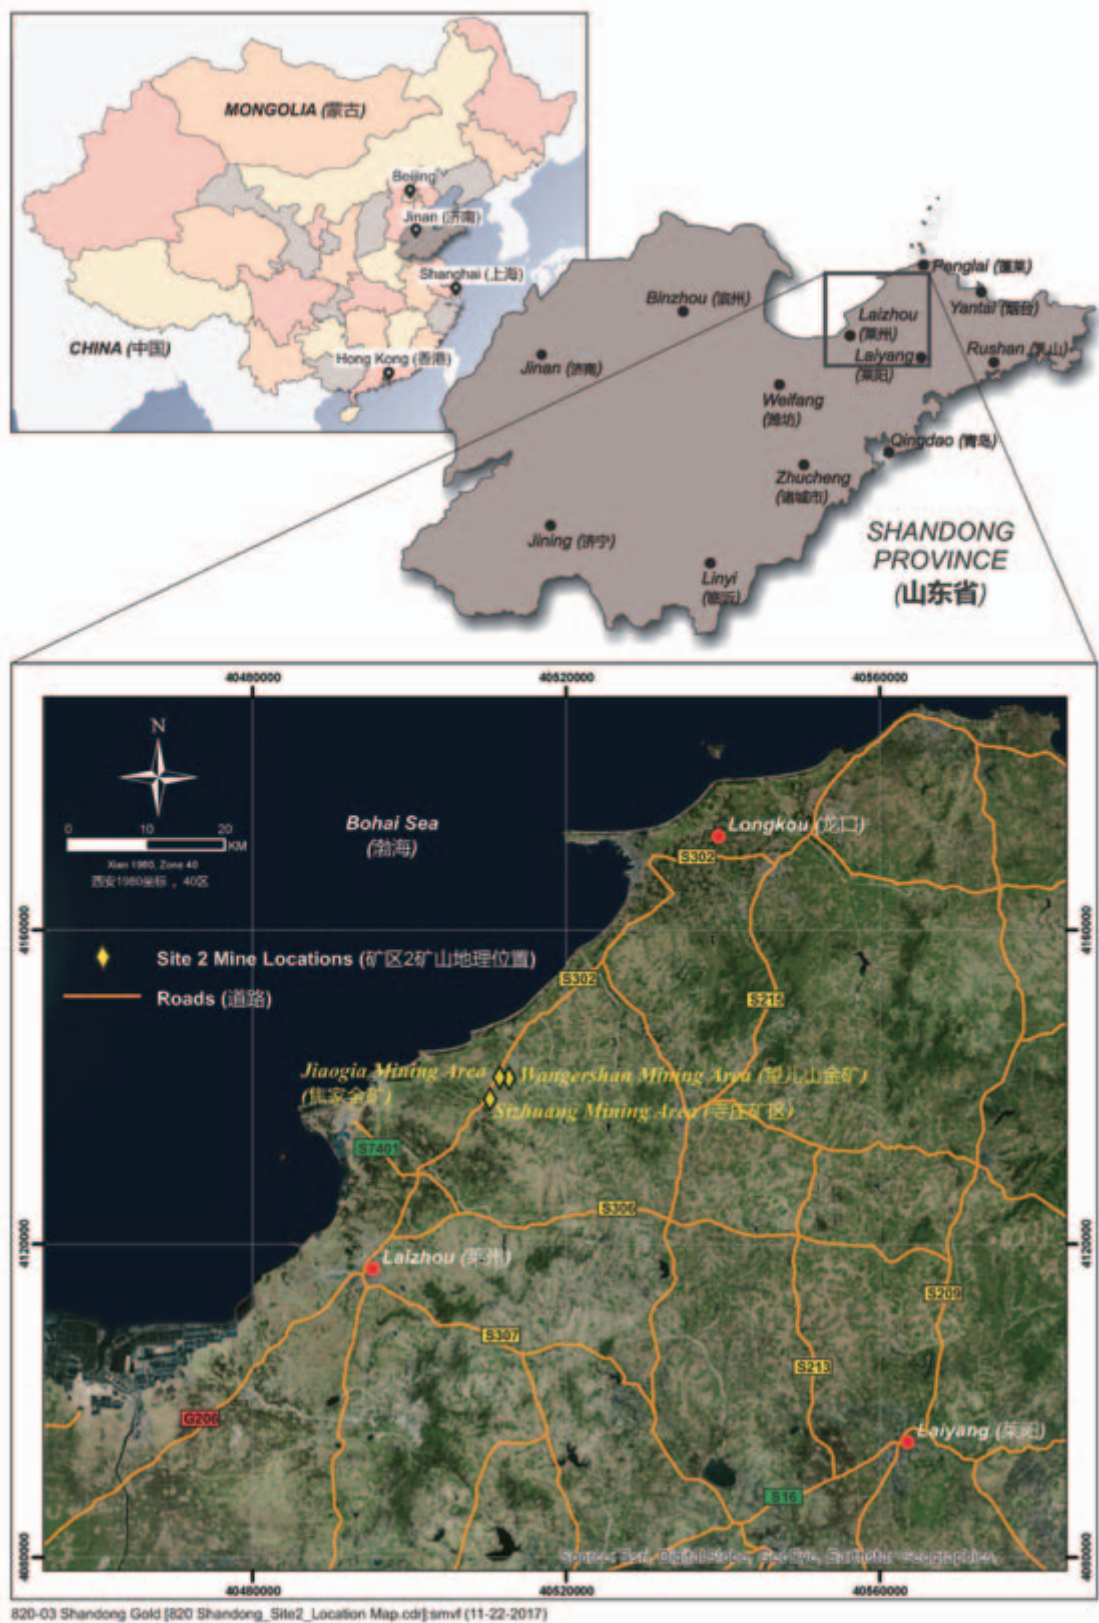 MONGOLIA (蒙古)
Beijing
Jinan (济南)
Shanghai (上海)
CHINA (中国)
Hong Kong (香港)
Penglai (蓬莱)
Binzhou (滨州)
Yantai (烟台)
Laizhou
(莱州)
Jinan (济南)
Laiyang
(莱阳)
Rushan (乳山)
Weifang
(潍坊)
Qingdao (青岛)
Zhucheng
(诸城市)
Jining (济宁)
Linyi
(临沂)
SHANDONG
PROVINCE
(山东省)
40480000
40520000
40560000
N
0 10 20
KM
Xian 1980, Zone 40
西安1980坐标 ，40区
Bohai Sea
(渤海)
Longkou (龙口)
S302
4160000
4160000
Site 2 Mine Locations (矿区2矿山地理位置)
Roads (道路)
S302
S215
Jiaogia Mining Area
(焦家金矿)
Wangershan Mining Area (望儿山金矿)
Sizhuang Mining Area (寺庄矿区)
S7401
S306
4120000
4120000
Laizhou (莱州)
S209
S307
S213
G206
Laiyang (莱阳)
S16
4080000
4080000
Source: Esri, DigitalGlobe, GeoEye, Earthstar Geographics,
40480000
40520000
40560000
820-03 Shandong Gold [820 Shandong_Site2_Location Map.cdr]:smvf (11-22-2017)